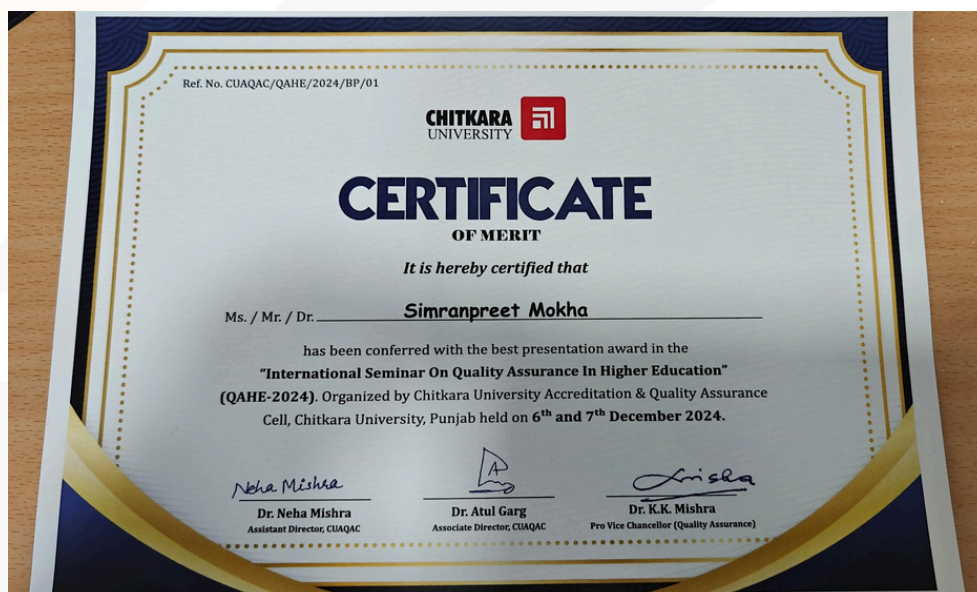 Ref. No. CUAQAC/QAHE/2024/BP/01
CHITKARA
UNIVERSITY
CERTIFICATE
OF MERIT
It is hereby certified that
Ms. / Mr. / Dr. Simranpreet Mokha
has been conferred with the best presentation award in the
"International Seminar On Quality Assurance In Higher Education"
(QAHE-2024). Organized by Chitkara University Accreditation & Quality Assurance
Cell, Chitkara University, Punjab held on 6th and 7th December 2024.
Neha Mishra
Dr. Neha Mishra
Assistant Director, CUAQAC
Dr. Atul Garg
Associate Director, CUAQAC
Dr. K.K. Mishra
Pro Vice Chancellor (Quality Assurance)